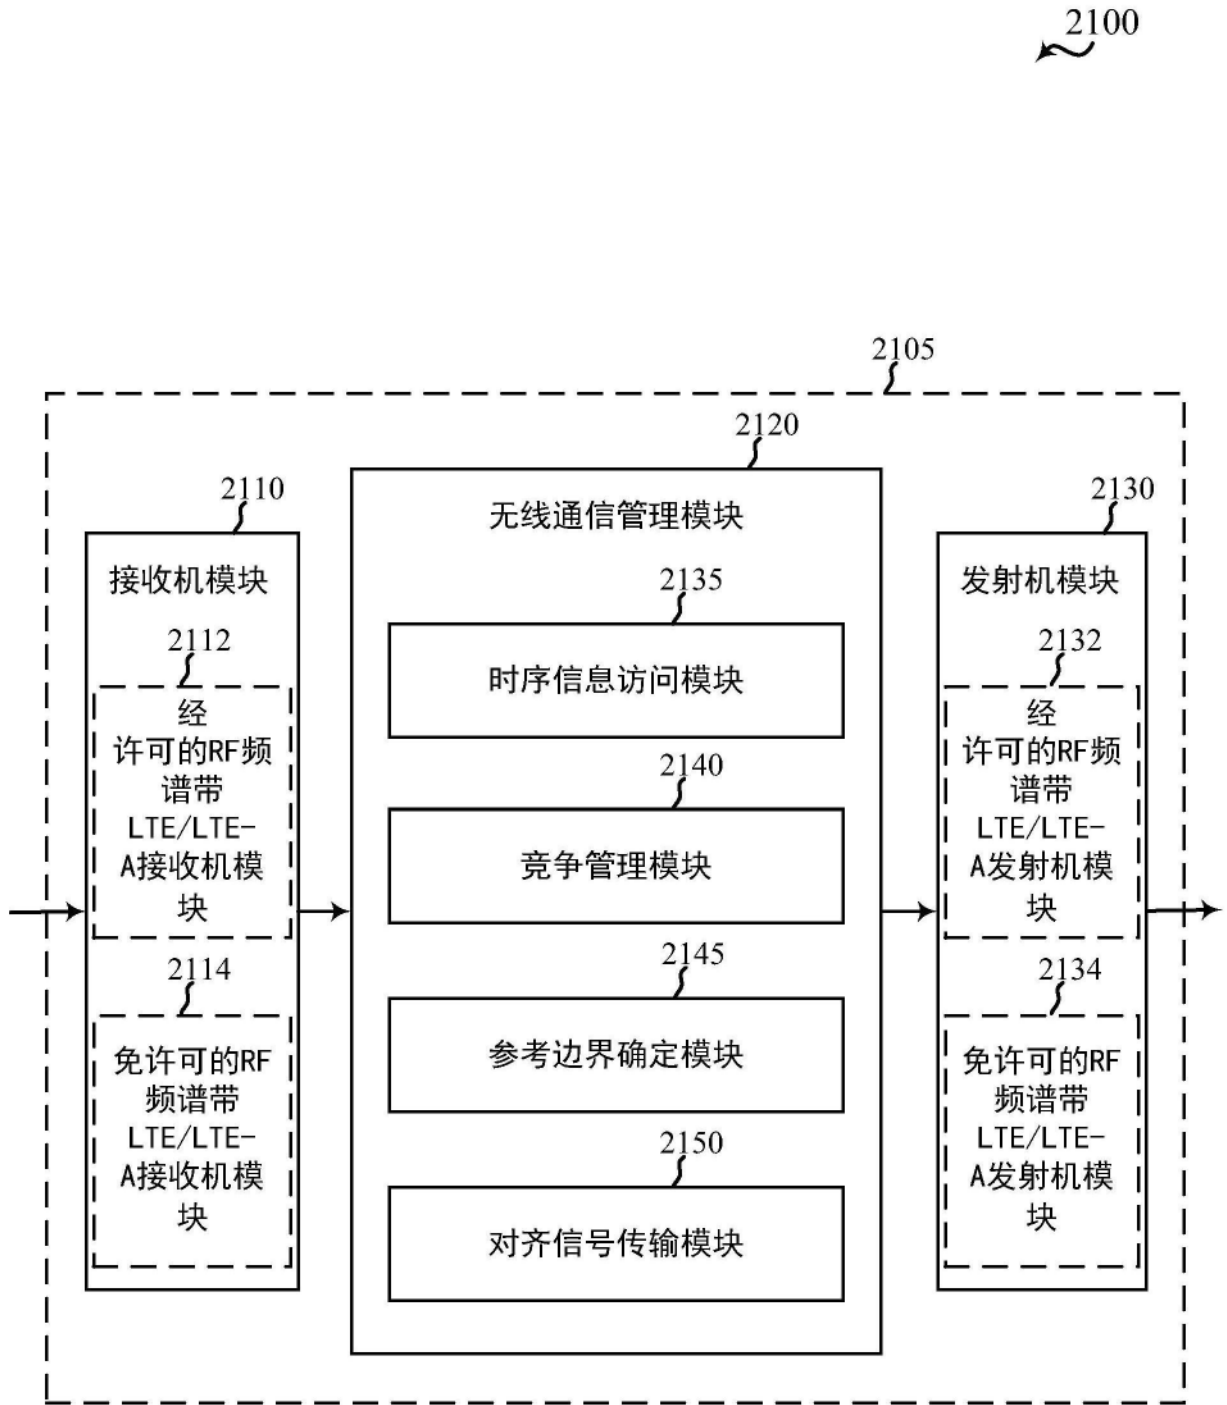 2100
2105
2120
2110
2130
无线通信管理模块
接收机模块
发射机模块
2135
2112
2132
时序信息访问模块
经
许可的RF频
谱带
LTE/LTE-
A接收机模
块
经
许可的RF频
谱带
LTE/LTE-
A发射机模
块
2140
竞争管理模块
2145
2114
2134
参考边界确定模块
免许可的RF
频谱带
LTE/LTE-
A接收机模
块
免许可的RF
频谱带
LTE/LTE-
A发射机模
块
2150
对齐信号传输模块